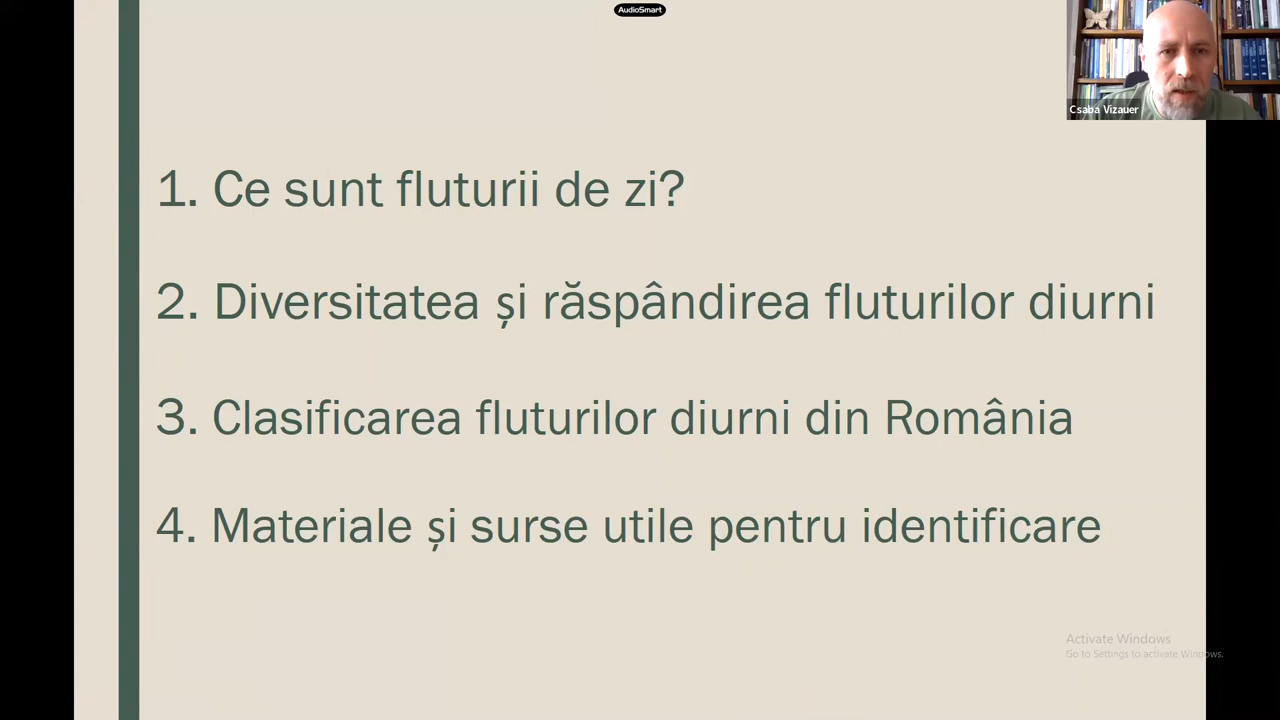 AudioSmart
Csaba Vizauer
1. Ce sunt fluturii de zi?
2. Diversitatea și răspândirea fluturilor diurni
3. Clasificarea fluturilor diurni din România
4. Materiale și surse utile pentru identificare
Activate Windows
Go to Settings to activate Windows.